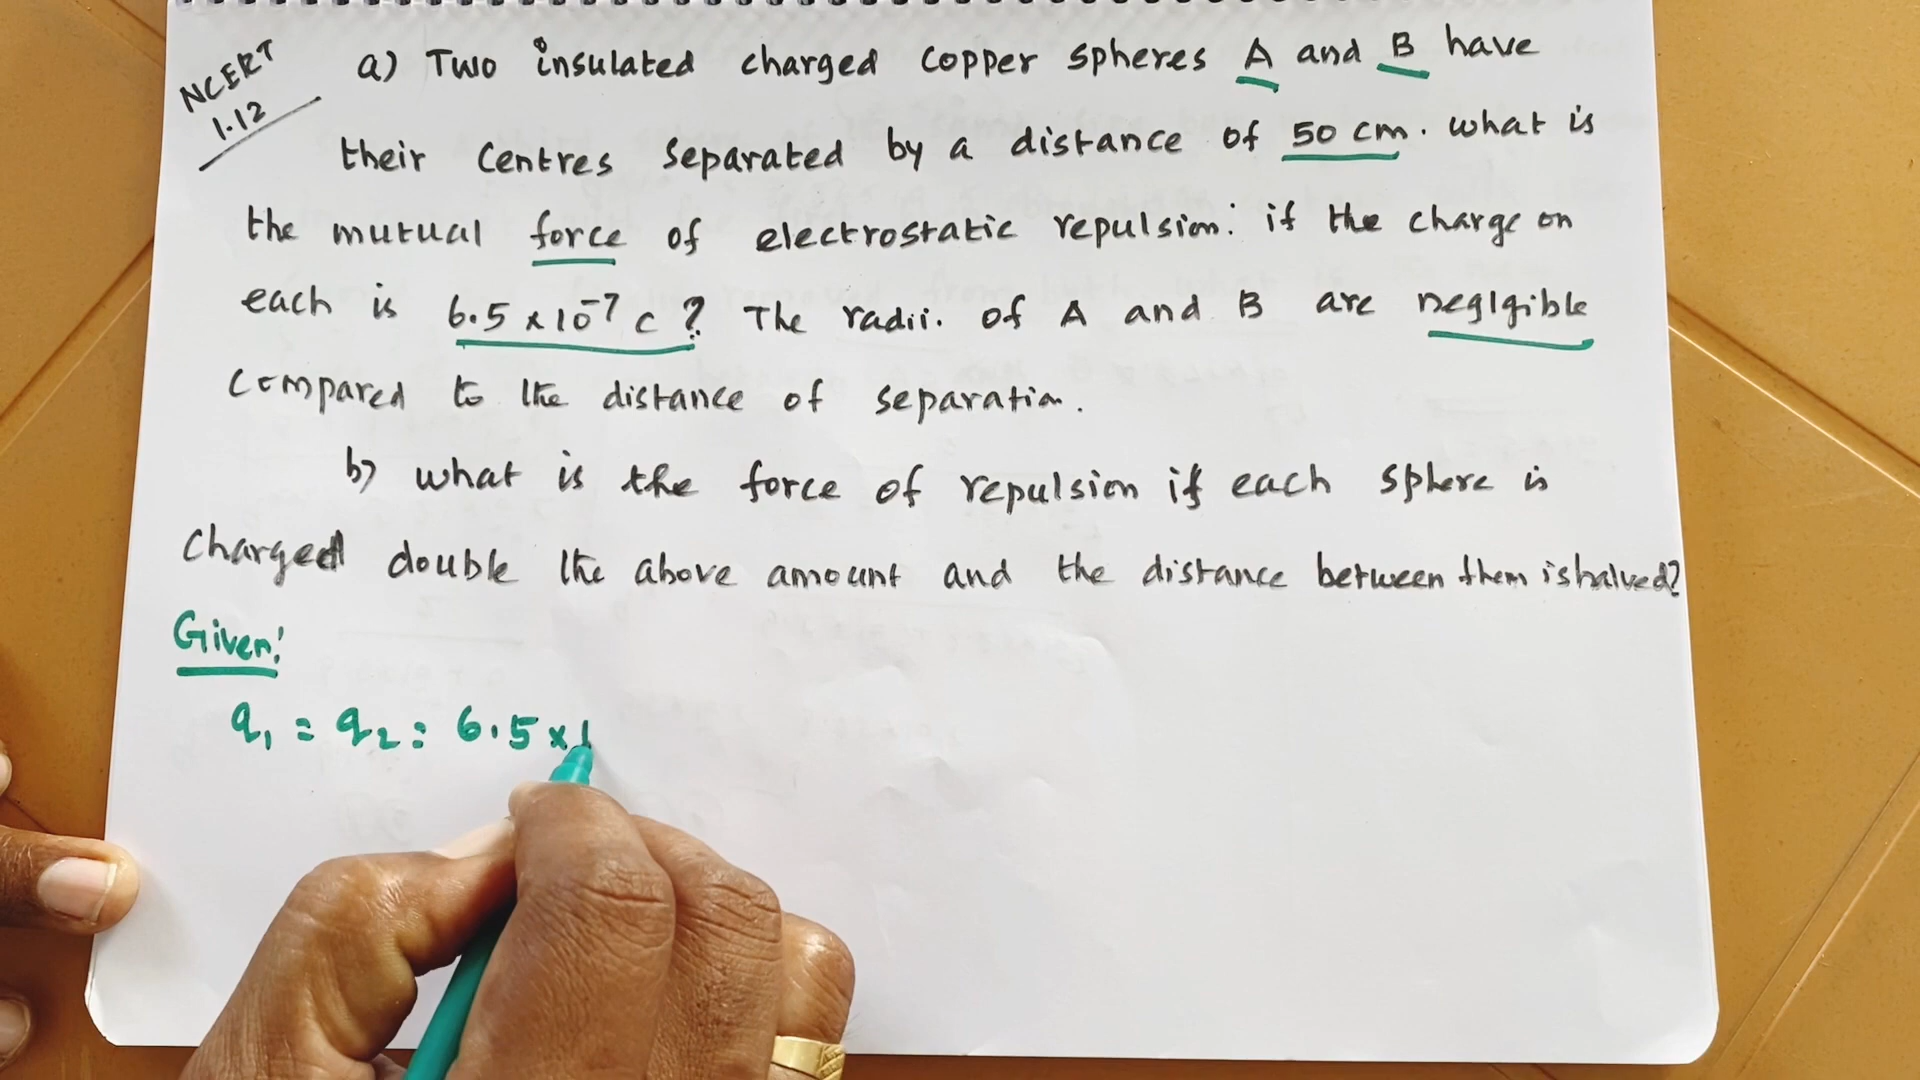 NCERT
1.12
a) Two insulated charged copper spheres A and B have
their centres separated by a distance of 50 cm. what is
the mutual force of electrostatic repulsion: if the charge on
each is 6.5 x 10⁻⁷ c ? The radii. of A and B are neglgible
compared to the distance of separation.
b) what is the force of repulsion if each sphere is
charged double the above amount and the distance between them is halved?
Given:
q₁ = q₂ = 6.5 x 1